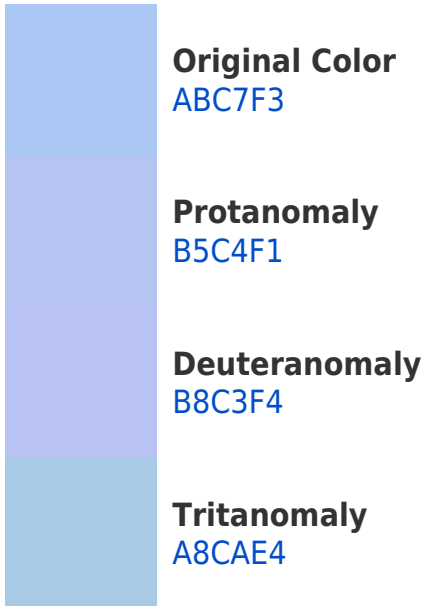 Original Color
ABC7F3
Protanomaly
B5C4F1
Deuteranomaly
B8C3F4
Tritanomaly
A8CAE4